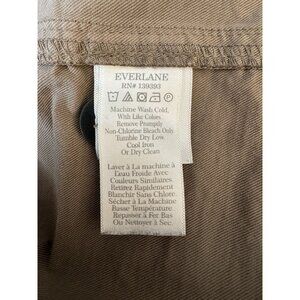 EVERLANE
RN# 139393
Machine Wash Cold,
With Like Colors
Remove Promptly
Non-Chlorine Bleach Only
Tumble Dry Low
Cool Iron
Or Dry Clean
Laver à La machine à
L'eau Froide Avec
Couleurs Similaires.
Retirez Rapidement
Blanchir Sans Chlore.
Sécher à La Machine
Basse Température.
Repasser à Fer Bas
Ou Nettoyer à Sec